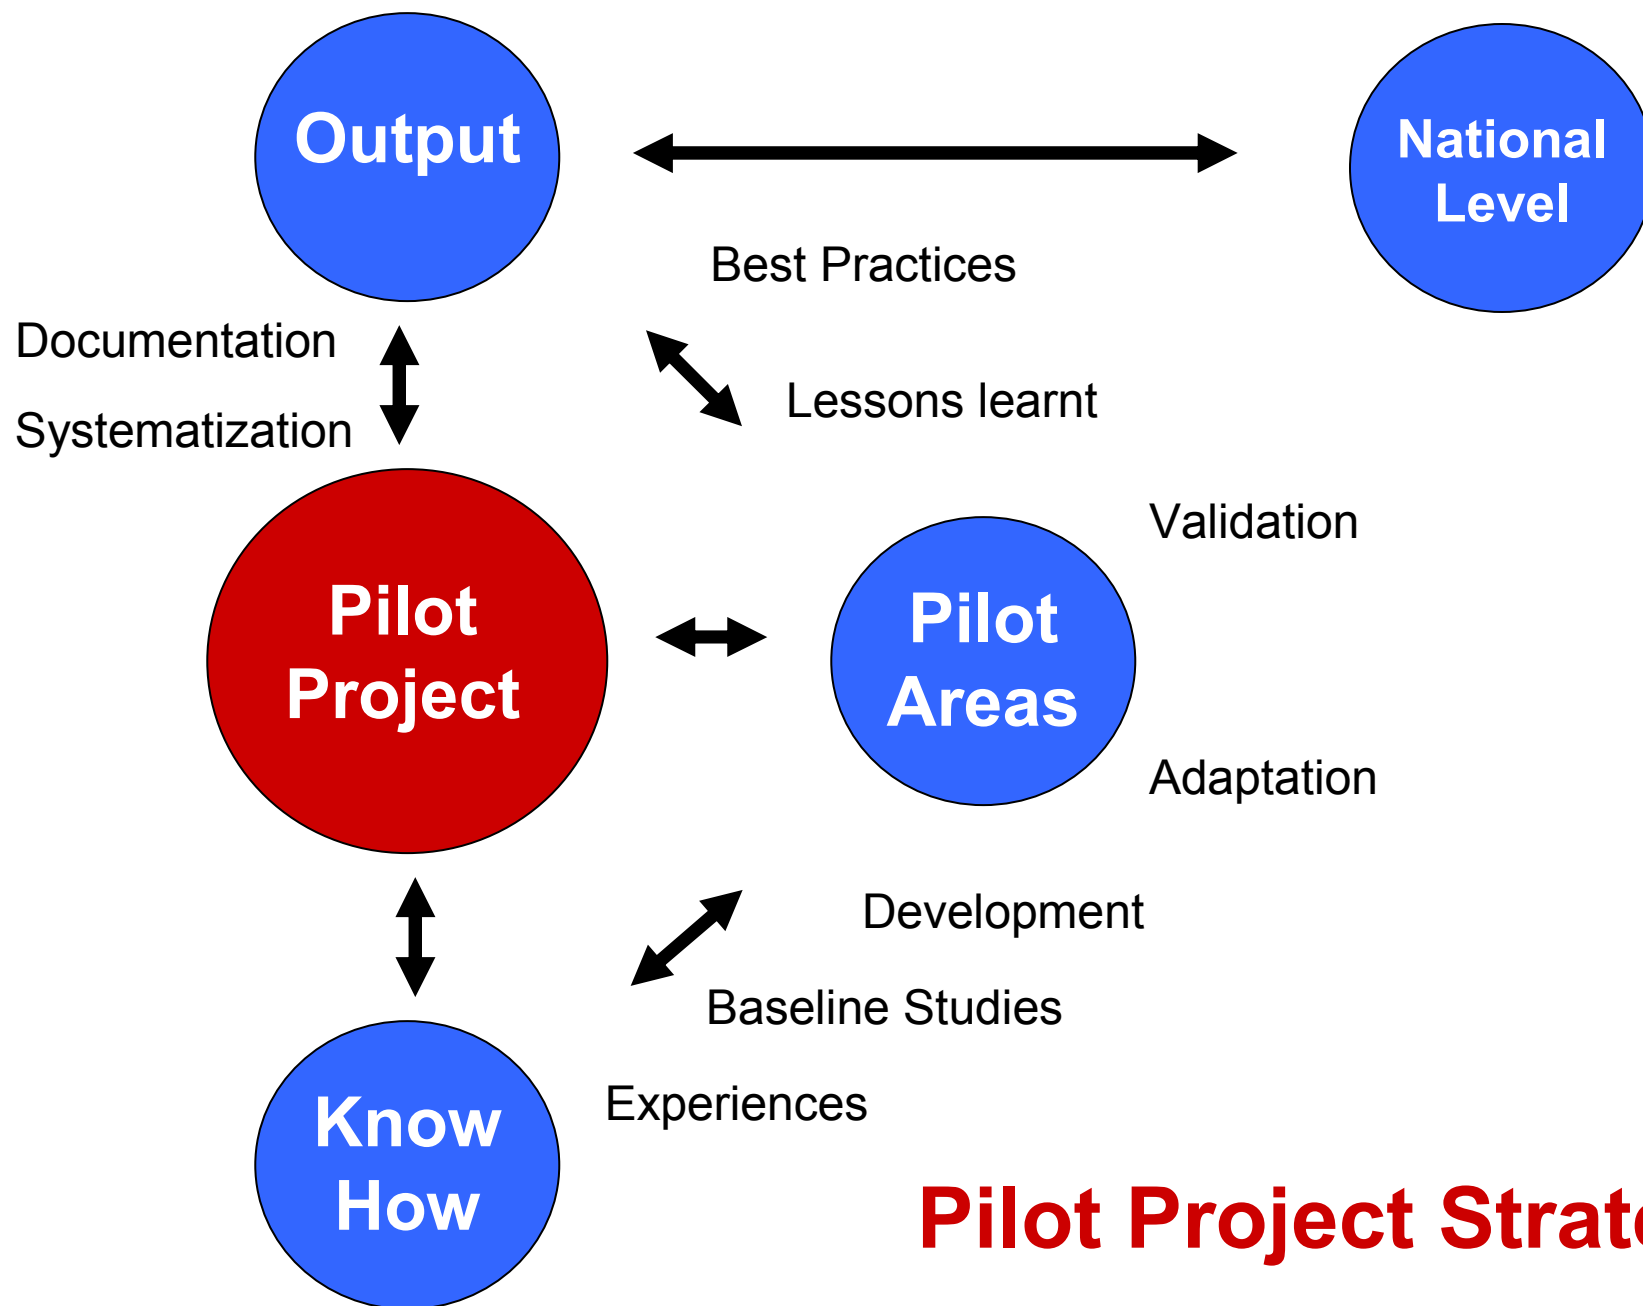 Output
National
Level
Best Practices
Documentation
Lessons learnt
Systematization
Validation
Pilot
Project
Pilot
Areas
Adaptation
Development
Baseline Studies
Experiences
Know
How
Pilot Project